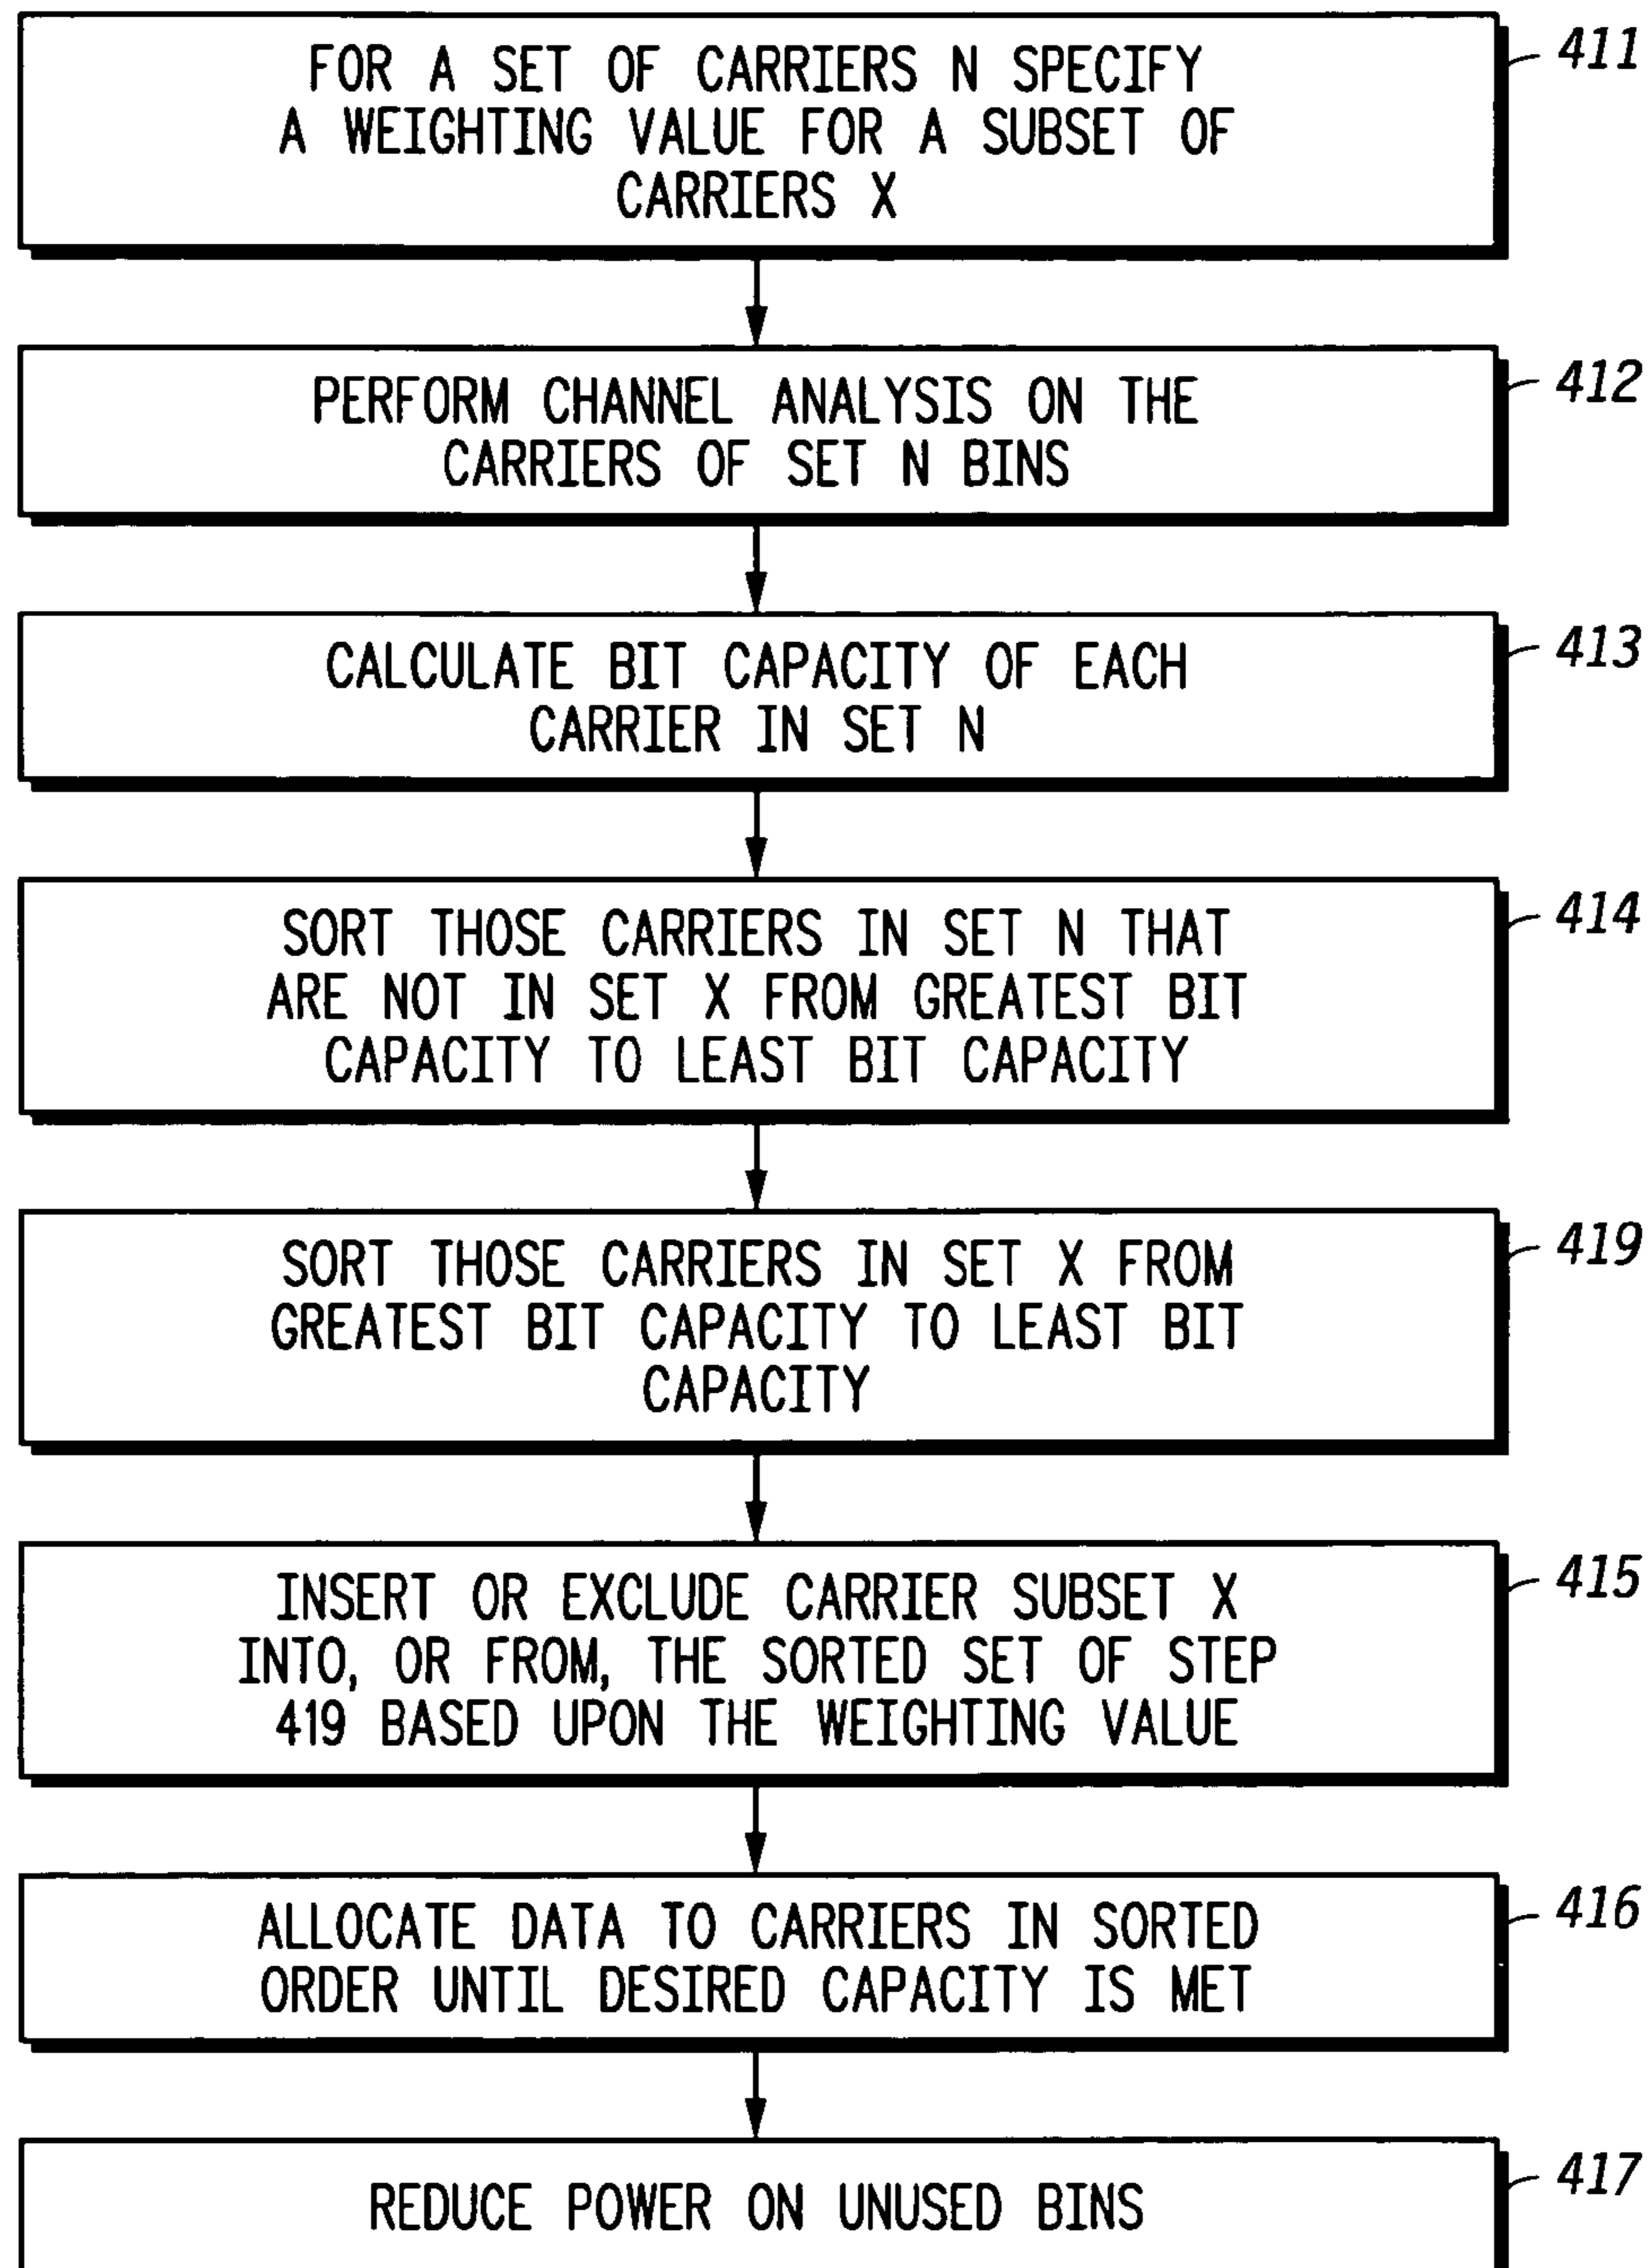 FOR A SET OF CARRIERS N SPECIFY
A WEIGHTING VALUE FOR A SUBSET OF
CARRIERS X
411
PERFORM CHANNEL ANALYSIS ON THE
CARRIERS OF SET N BINS
412
CALCULATE BIT CAPACITY OF EACH
CARRIER IN SET N
413
SORT THOSE CARRIERS IN SET N THAT
ARE NOT IN SET X FROM GREATEST BIT
CAPACITY TO LEAST BIT CAPACITY
414
SORT THOSE CARRIERS IN SET X FROM
GREATEST BIT CAPACITY TO LEAST BIT
CAPACITY
419
INSERT OR EXCLUDE CARRIER SUBSET X
INTO, OR FROM, THE SORTED SET OF STEP
419 BASED UPON THE WEIGHTING VALUE
415
ALLOCATE DATA TO CARRIERS IN SORTED
ORDER UNTIL DESIRED CAPACITY IS MET
416
REDUCE POWER ON UNUSED BINS
417